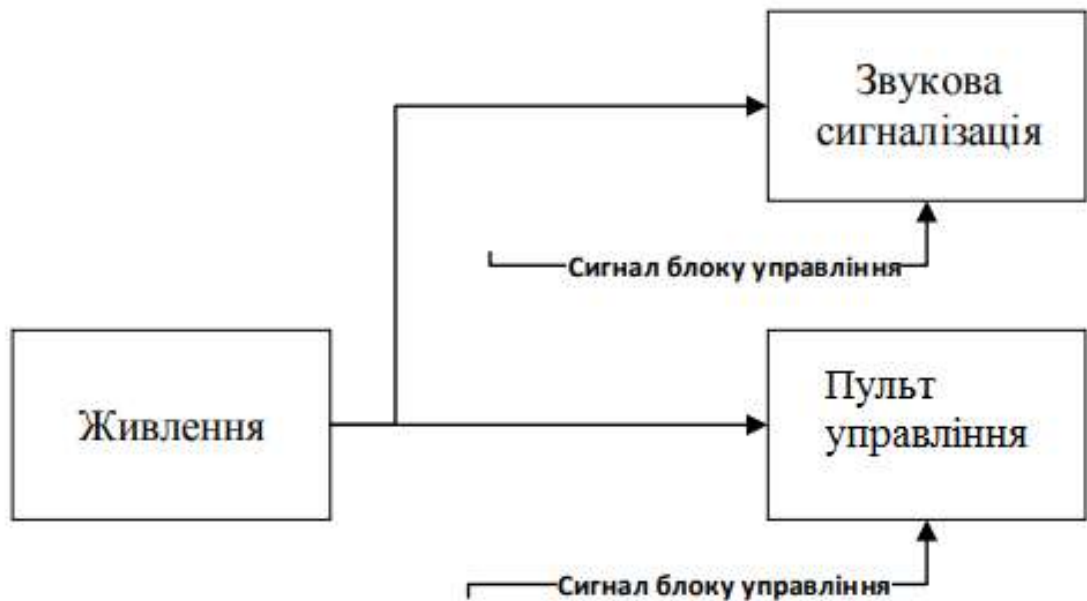 Звукова
сигналізація
Сигнал блоку управління
Живлення
Пульт
управління
Сигнал блоку управління